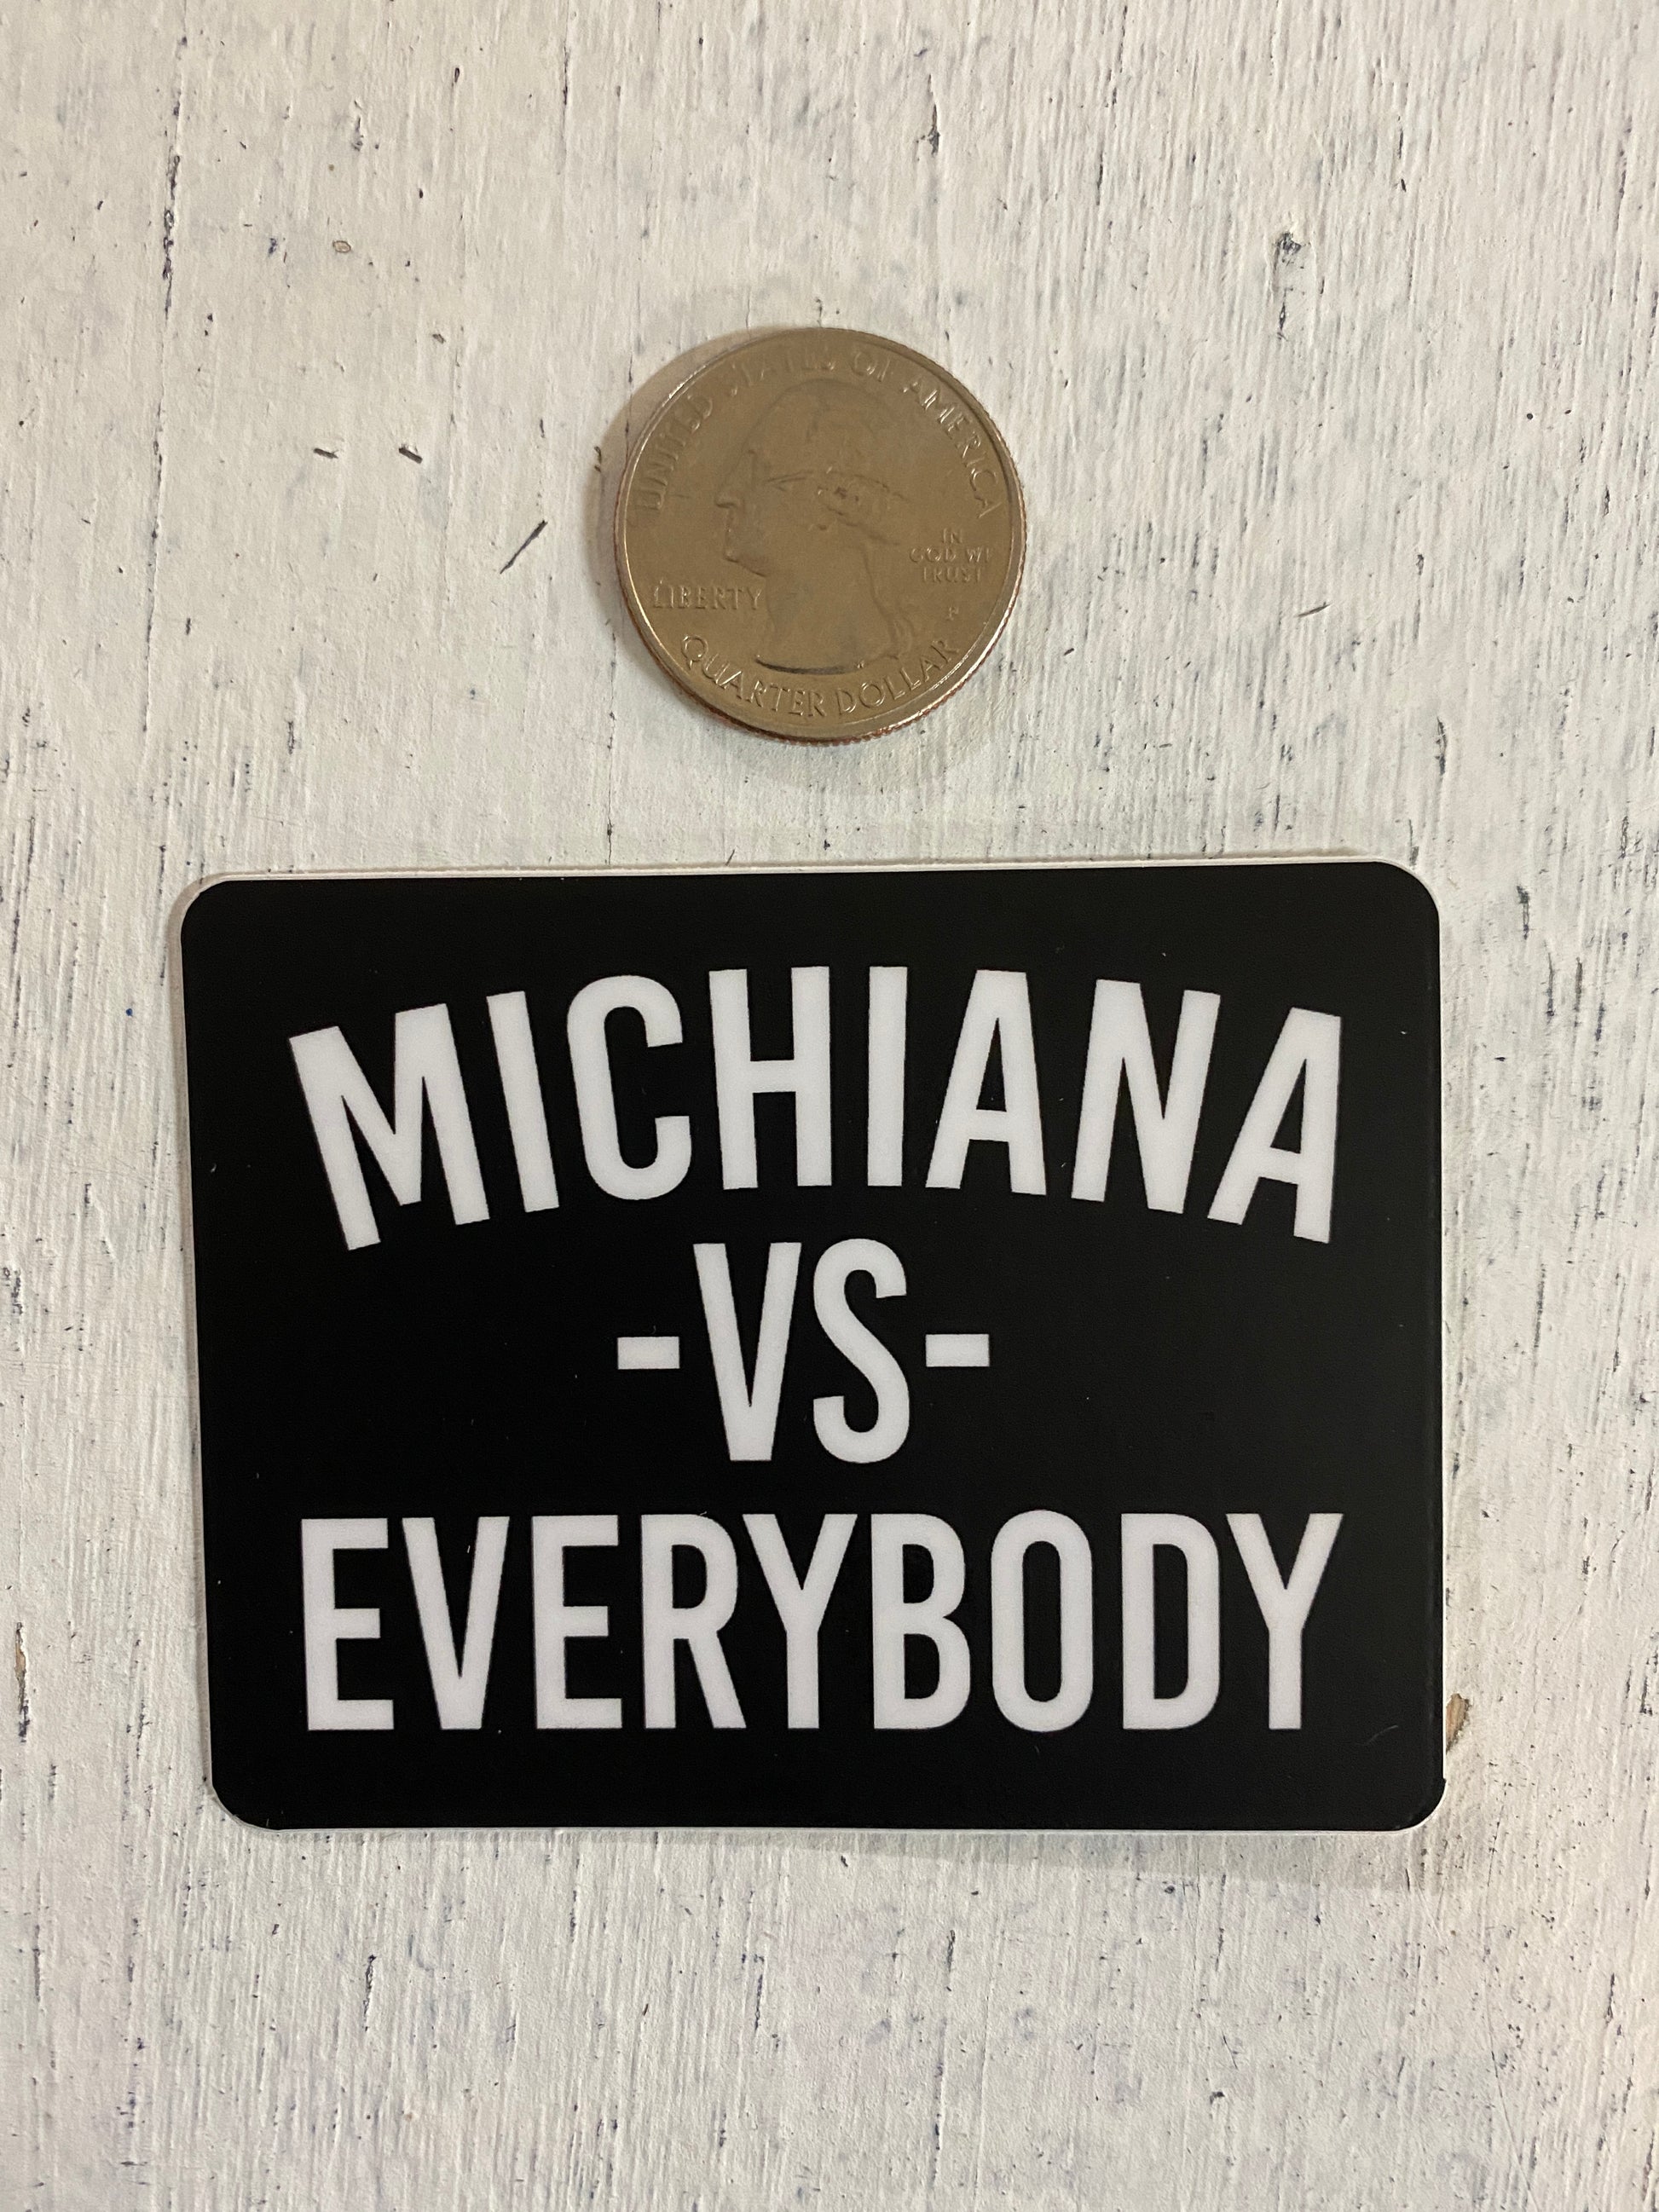 UNITED STATES OF AMERICA
IN
GOD WE
TRUST
LIBERTY
P
QUARTER DOLLAR
MICHIANA
-VS-
EVERYBODY